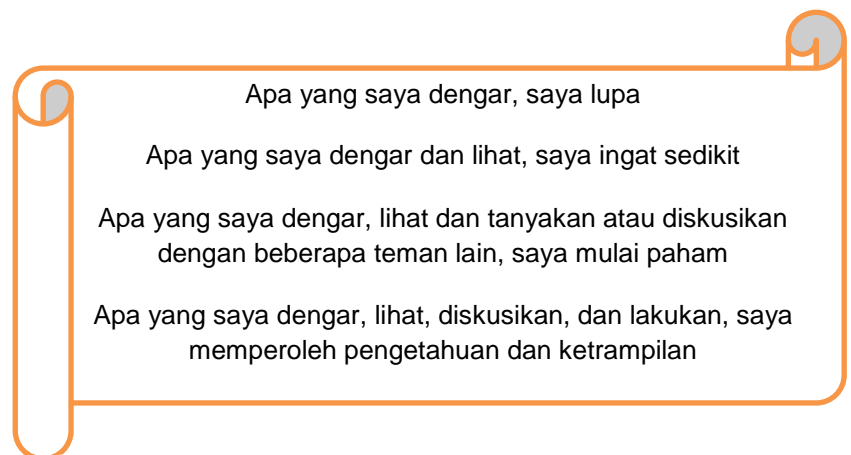 Apa yang saya dengar, saya lupa
Apa yang saya dengar dan lihat, saya ingat sedikit
Apa yang saya dengar, lihat dan tanyakan atau diskusikan
dengan beberapa teman lain, saya mulai paham
Apa yang saya dengar, lihat, diskusikan, dan lakukan, saya
memperoleh pengetahuan dan ketrampilan